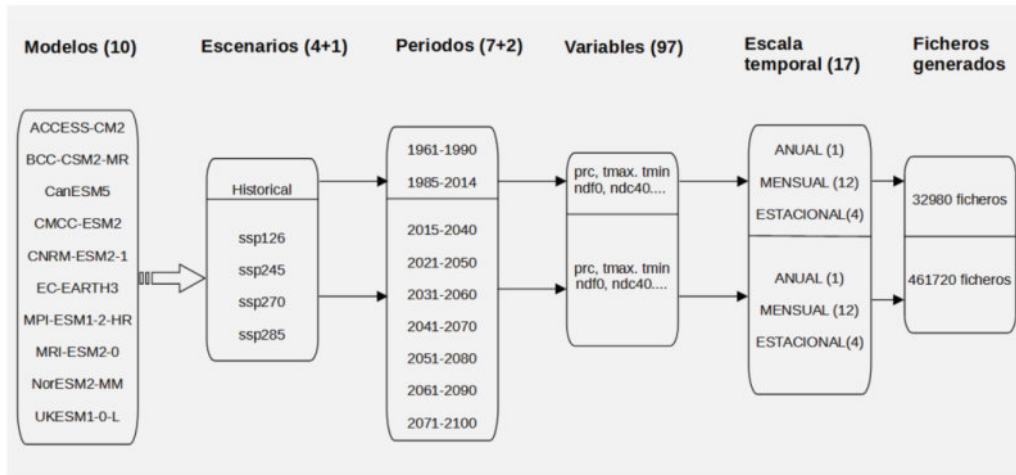 Modelos (10)
Escenarios (4+1)
Periodos (7+2)
Variables (97)
Escala
temporal (17)
Ficheros
generados
ACCESS-CM2
BCC-CSM2-MR
CanESM5
CMCC-ESM2
CNRM-ESM2-1
EC-EARTH3
MPI-ESM1-2-HR
MRI-ESM2-0
NorESM2-MM
UKESM1-0-L
Historical
ssp126
ssp245
ssp270
ssp285
1961-1990
1985-2014
2015-2040
2021-2050
2031-2060
2041-2070
2051-2080
2061-2090
2071-2100
prc, tmax. tmin
ndf0, ndc40....
prc, tmax. tmin
ndf0, ndc40....
ANUAL (1)
MENSUAL (12)
ESTACIONAL(4)
ANUAL (1)
MENSUAL (12)
ESTACIONAL(4)
32980 ficheros
461720 ficheros